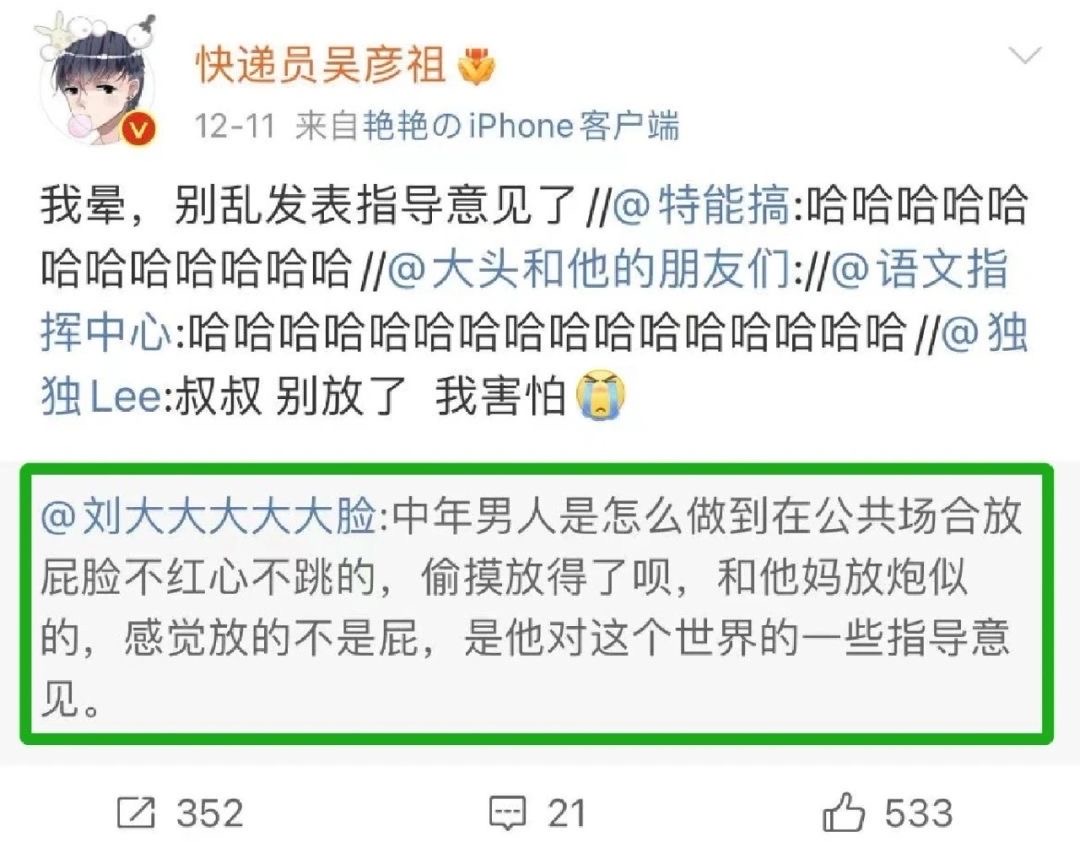 快递员吴彦祖
12-11 来自艳艳のiPhone客户端
我晕，别乱发表指导意见了//@特能搞:哈哈哈哈哈
哈哈哈哈哈哈哈//@大头和他的朋友们://@语文指
挥中心:哈哈哈哈哈哈哈哈哈哈哈哈哈哈哈哈//@独
独Lee:叔叔 别放了 我害怕😭
@刘大大大大大脸:中年男人是怎么做到在公共场合放
屁脸不红心不跳的，偷摸放得了呗，和他妈放炮似
的，感觉放的不是屁，是他对这个世界的一些指导意
见。
352 21 533